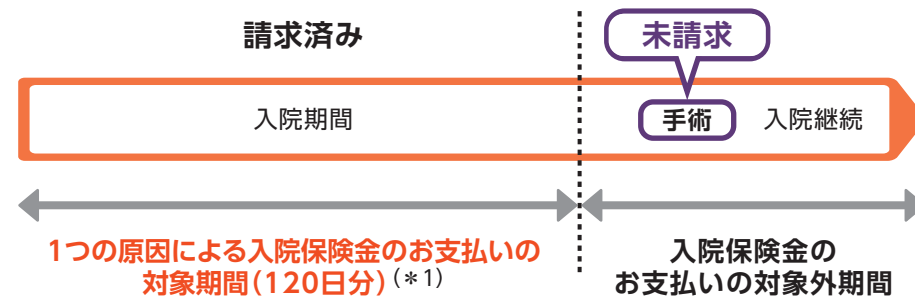 請求済み
未請求
入院期間
手術
入院継続
1つの原因による入院保険金のお支払いの
対象期間(120日分)(＊1)
入院保険金の
お支払いの対象外期間